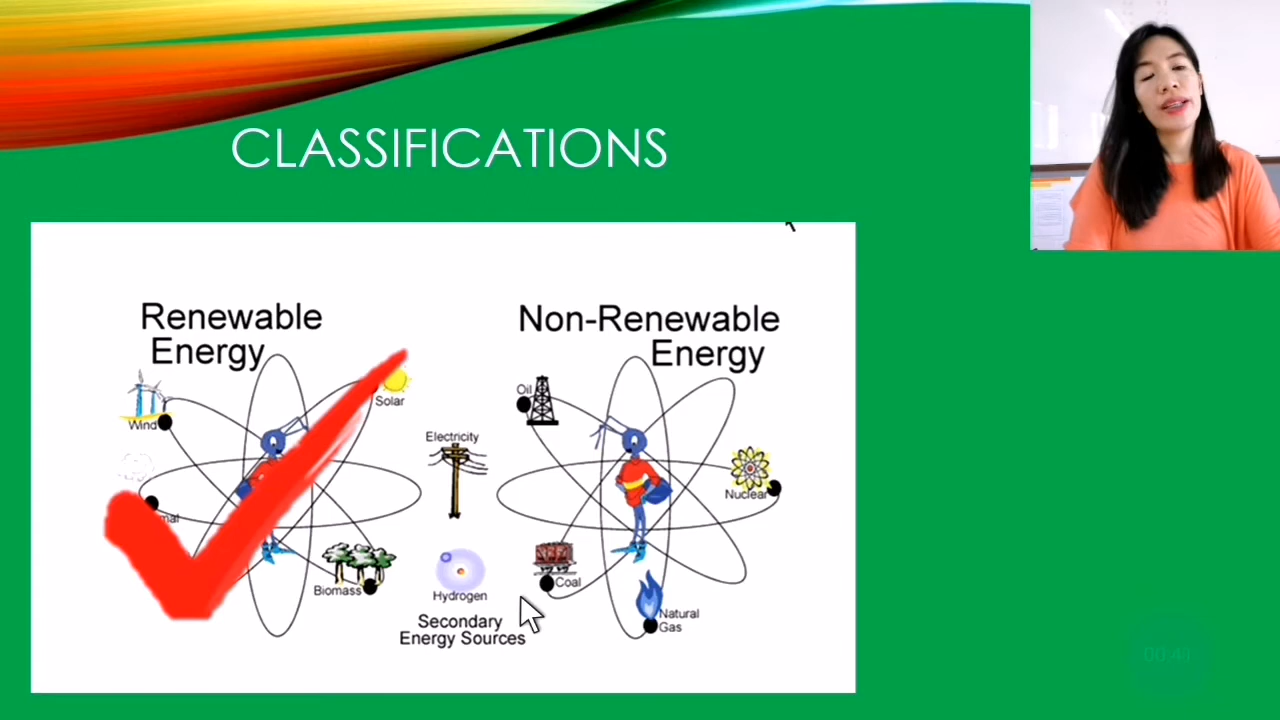 CLASSIFICATIONS
Renewable
Energy
Non-Renewable
Energy
Wind
Solar
Biomass
Electricity
Hydrogen
Secondary
Energy Sources
Oil
Nuclear
Coal
Natural
Gas